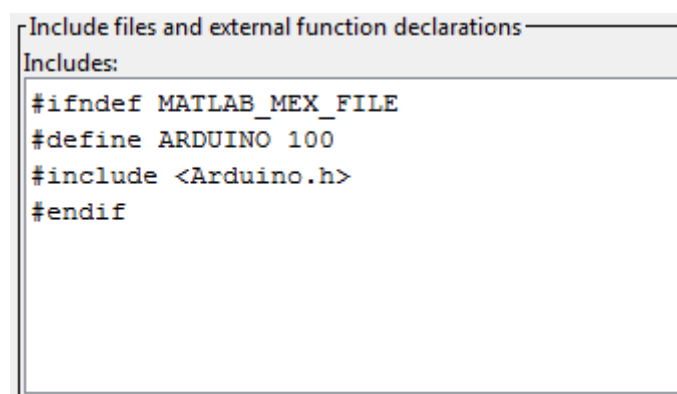 Include files and external function declarations
Includes:
#ifndef MATLAB_MEX_FILE
#define ARDUINO 100
#include <Arduino.h>
#endif